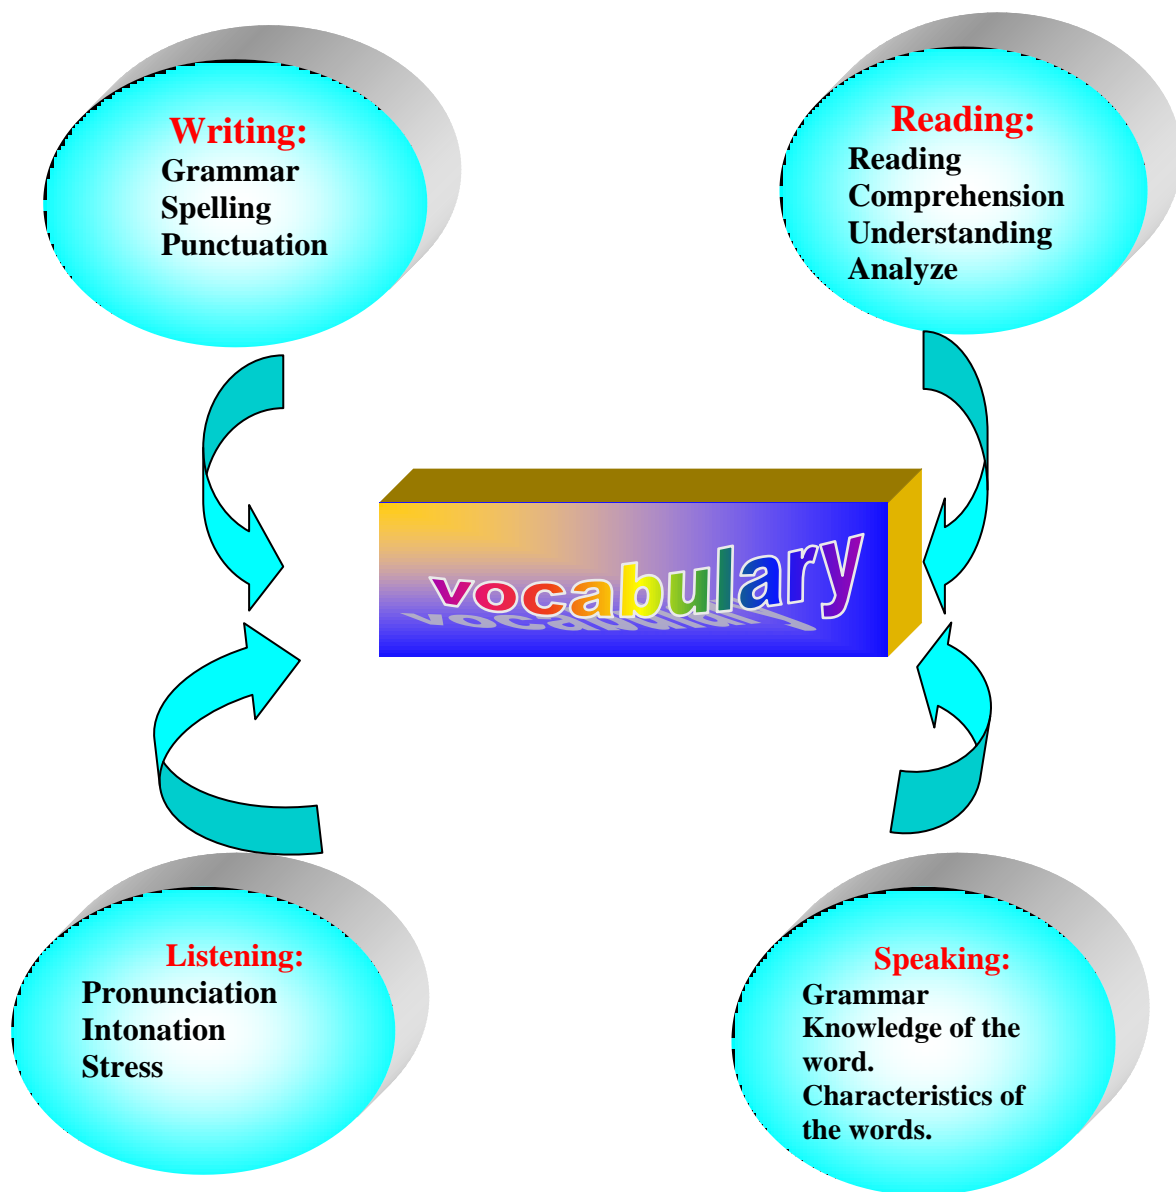 Writing:
Grammar
Spelling
Punctuation
Reading:
Reading
Comprehension
Understanding
Analyze
vocabulary
Listening:
Pronunciation
Intonation
Stress
Speaking:
Grammar
Knowledge of the
word.
Characteristics of
the words.